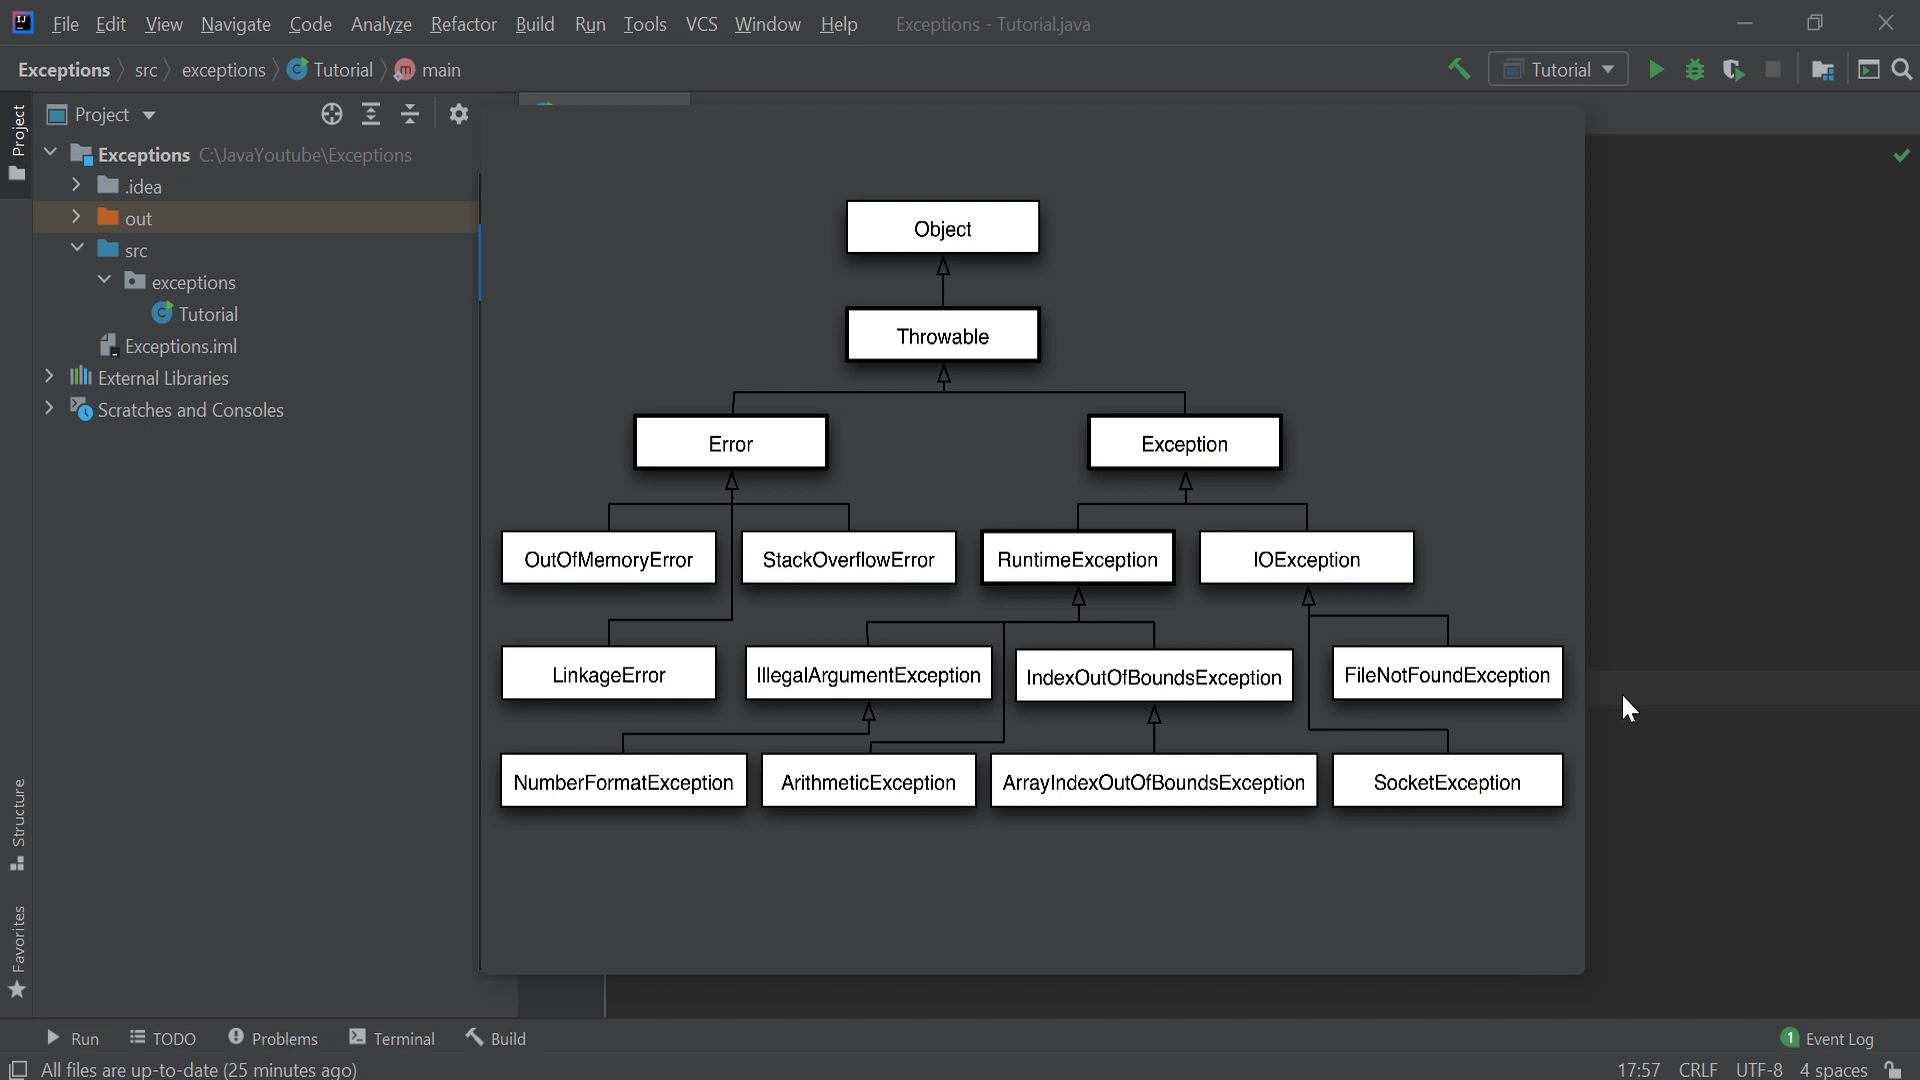 File Edit View Navigate Code Analyze Refactor Build Run Tools VCS Window Help Exceptions - Tutorial.java
Exceptions src exceptions Tutorial main
Tutorial
Project
Project
Exceptions C:\JavaYoutube\Exceptions
.idea
out
src
exceptions
Tutorial
Exceptions.iml
External Libraries
Scratches and Consoles
Object
Throwable
Error Exception
OutOfMemoryError StackOverflowError RuntimeException IOException
LinkageError IllegalArgumentException IndexOutOfBoundsException FileNotFoundException
NumberFormatException ArithmeticException ArrayIndexOutOfBoundsException SocketException
Structure
Favorites
Run TODO Problems Terminal Build 1 Event Log
All files are up-to-date (25 minutes ago) 17:57 CRLF UTF-8 4 spaces